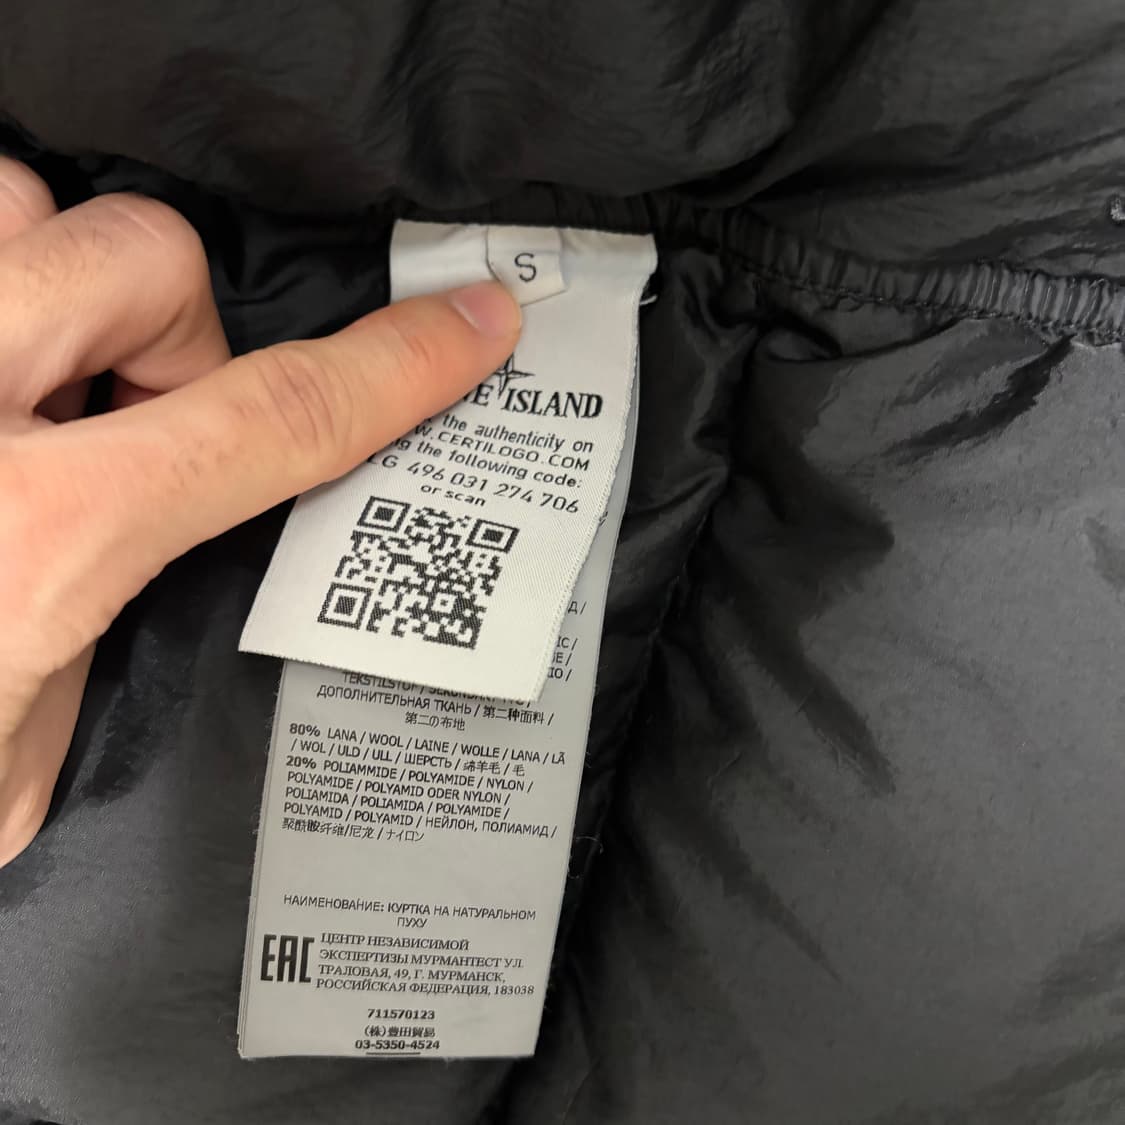 S
ISLAND
the authenticity on
W.CERTILOGO.COM
the following code:
LG 496 031 274 706
or scan
ДОПОЛНИТЕЛЬНАЯ ТКАНЬ / 第二种面料 /
第二の布地
80% LANA / WOOL / LAINE / WOLLE / LANA / LÃ
/ WOL / ULD / ULL / ШЕРСТЬ / 绵羊毛 / 毛
20% POLIAMMIDE / POLYAMIDE / NYLON /
POLYAMIDE / POLYAMID ODER NYLON /
POLIAMIDA / POLIAMIDA / POLYAMIDE /
POLYAMID / POLYAMID / НЕЙЛОН, ПОЛИАМИД /
聚酰胺纤维/尼龙 / ナイロン
НАИМЕНОВАНИЕ: КУРТКА НА НАТУРАЛЬНОМ
ПУХУ
EAC
ЦЕНТР НЕЗАВИСИМОЙ
ЭКСПЕРТИЗЫ МУРМАНТЕСТ УЛ.
ТРАЛОВАЯ, 49, Г. МУРМАНСК,
РОССИЙСКАЯ ФЕДЕРАЦИЯ, 183038
711570123
(株)豊田貿易
03-5350-4524